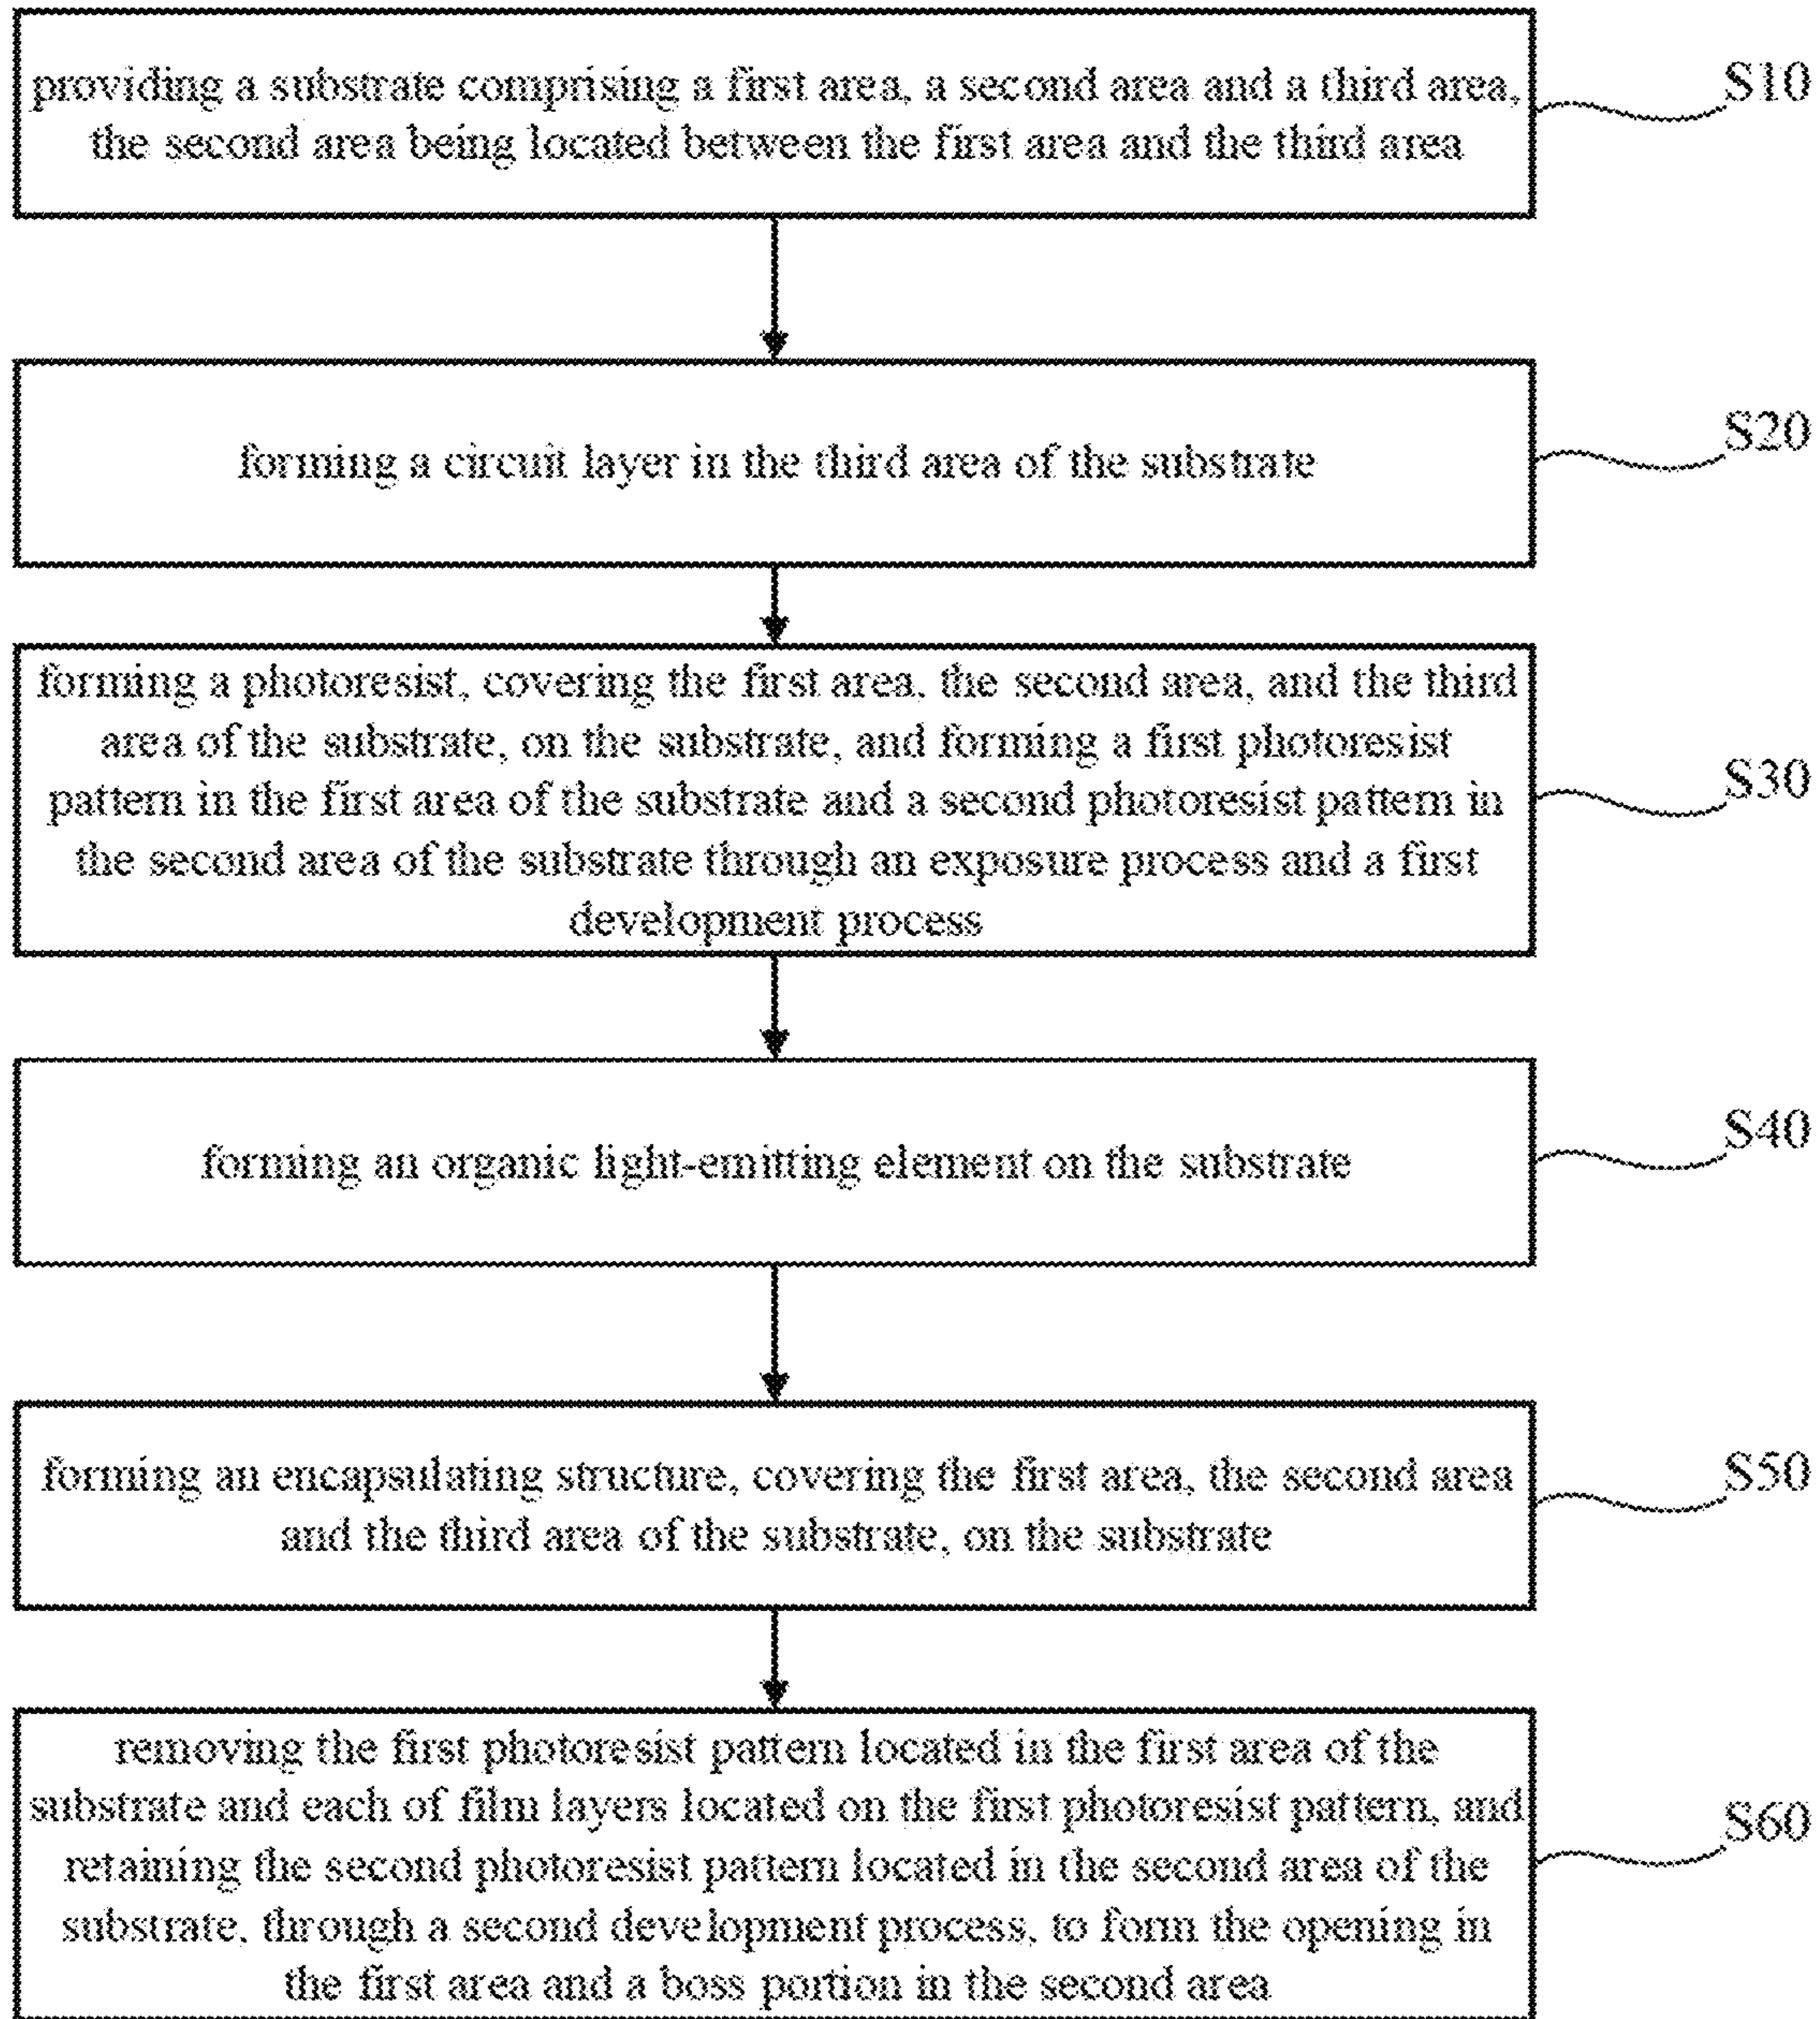 providing a substrate comprising a first area, a second area and a third area,
the second area being located between the first area and the third area
S10
forming a circuit layer in the third area of the substrate
S20
forming a photoresist, covering the first area, the second area, and the third
area of the substrate, on the substrate, and forming a first photoresist
pattern in the first area of the substrate and a second photoresist pattern in
the second area of the substrate through an exposure process and a first
development process
S30
forming an organic light-emitting element on the substrate
S40
forming an encapsulating structure, covering the first area, the second area
and the third area of the substrate, on the substrate
S50
removing the first photoresist pattern located in the first area of the
substrate and each of film layers located on the first photoresist pattern, and
retaining the second photoresist pattern located in the second area of the
substrate, through a second development process, to form the opening in
the first area and a boss portion in the second area
S60